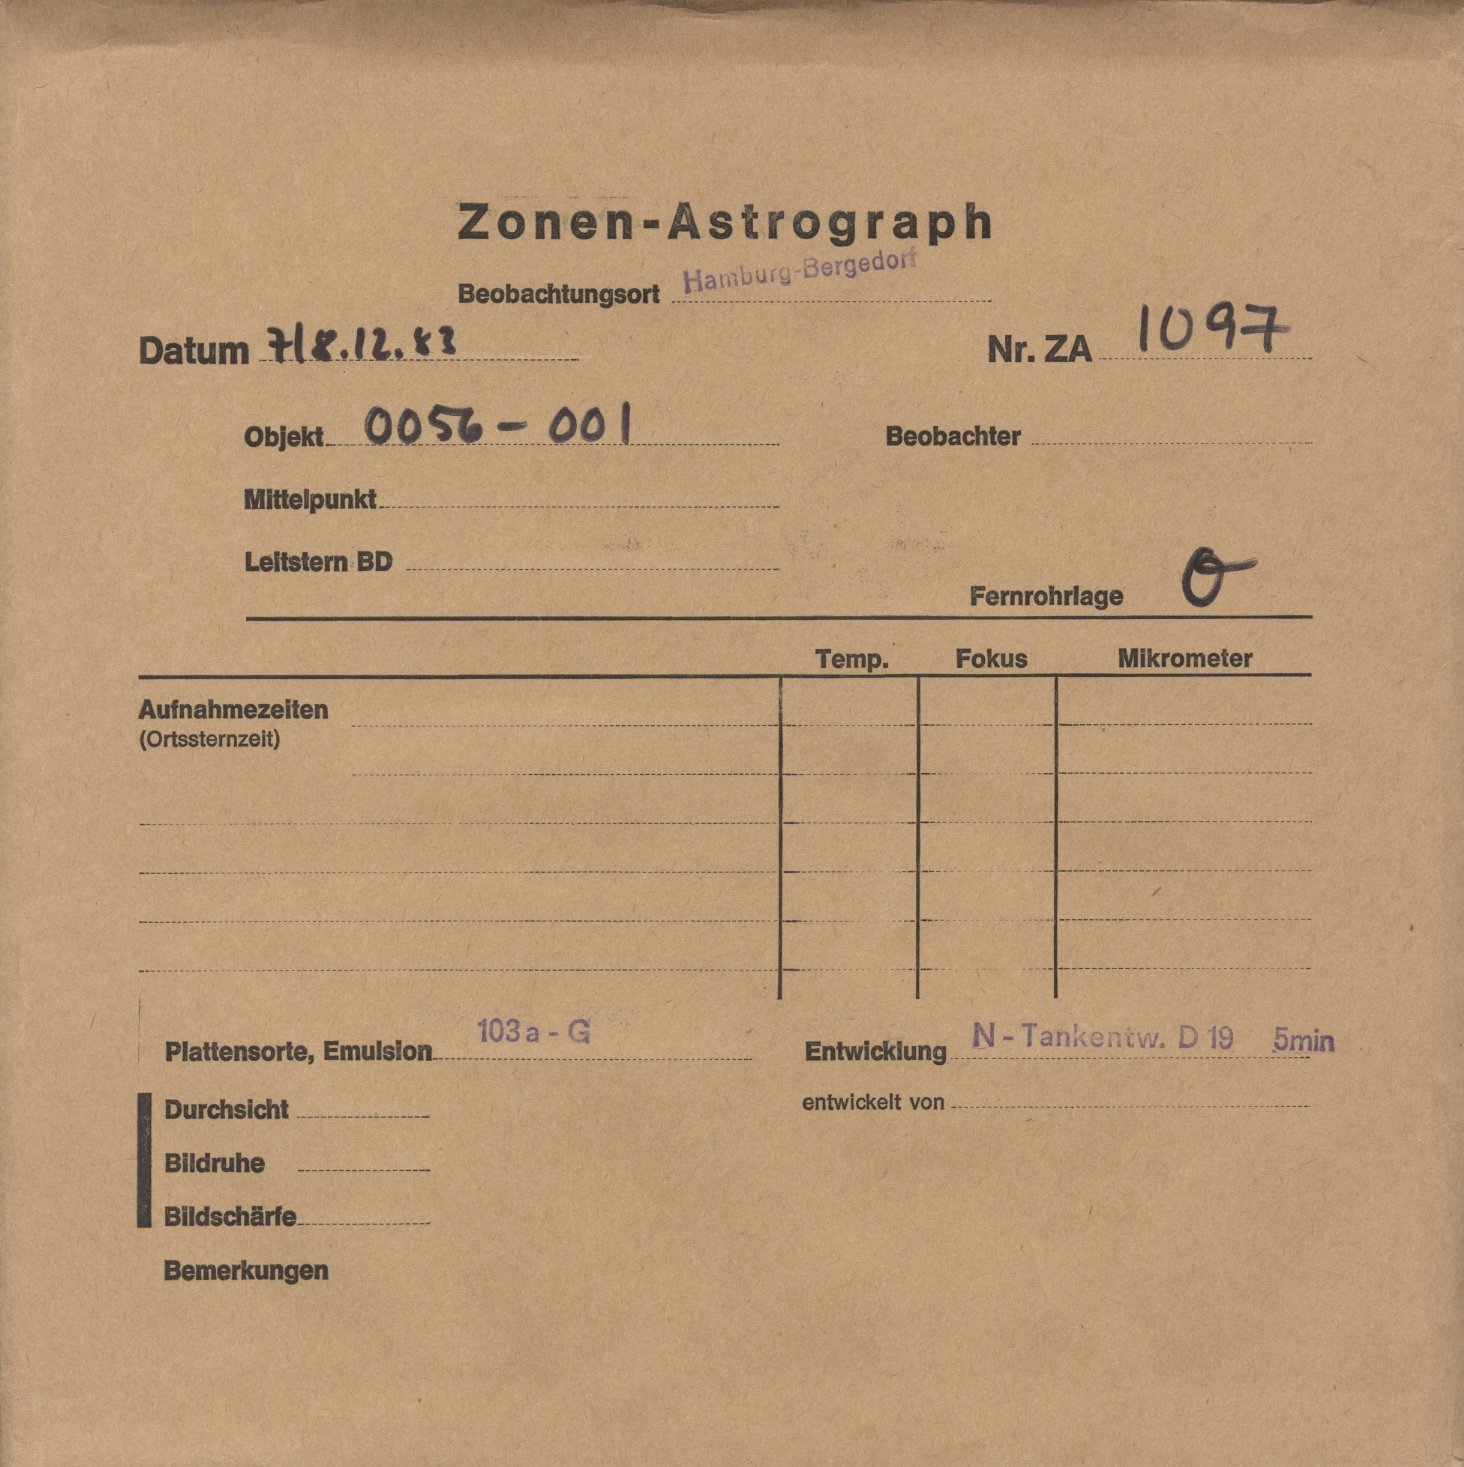 Zonen-Astrograph
Beobachtungsort Hamburg-Bergedorf
Datum 7/8.12.83 Nr. ZA 1097
Objekt 0056 - 001 Beobachter
Mittelpunkt
Leitstern BD
Fernrohrlage O
Temp. Fokus Mikrometer
Aufnahmezeiten
(Ortssternzeit)
Plattensorte, Emulsion 103a - G Entwicklung N - Tankentw. D 19 5min
Durchsicht entwickelt von
Bildruhe
Bildschärfe
Bemerkungen